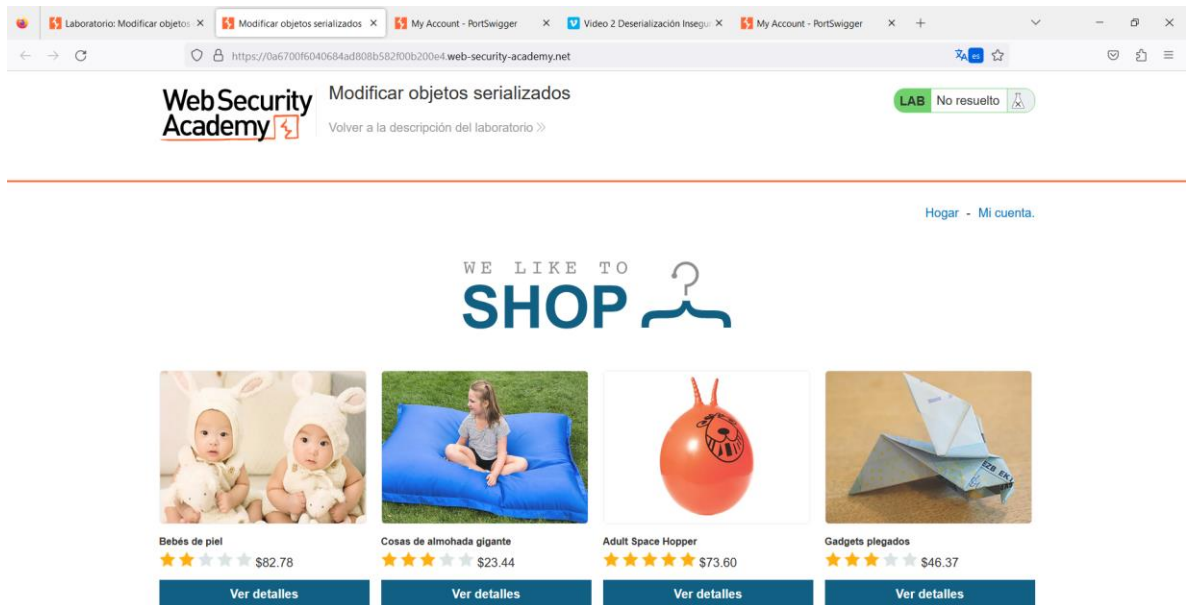 Laboratorio: Modificar objetos
Modificar objetos serializados
My Account - PortSwigger
Video 2 Deserialización Insegur
My Account - PortSwigger
https://0a6700f6040684ad808b582f00b200e4.web-security-academy.net
es
Web Security
Academy
Modificar objetos serializados
Volver a la descripción del laboratorio
LAB No resuelto
Hogar - Mi cuenta.
WE LIKE TO
SHOP
Bebés de piel
$82.78
Ver detalles
Cosas de almohada gigante
$23.44
Ver detalles
Adult Space Hopper
$73.60
Ver detalles
Gadgets plegados
$46.37
Ver detalles